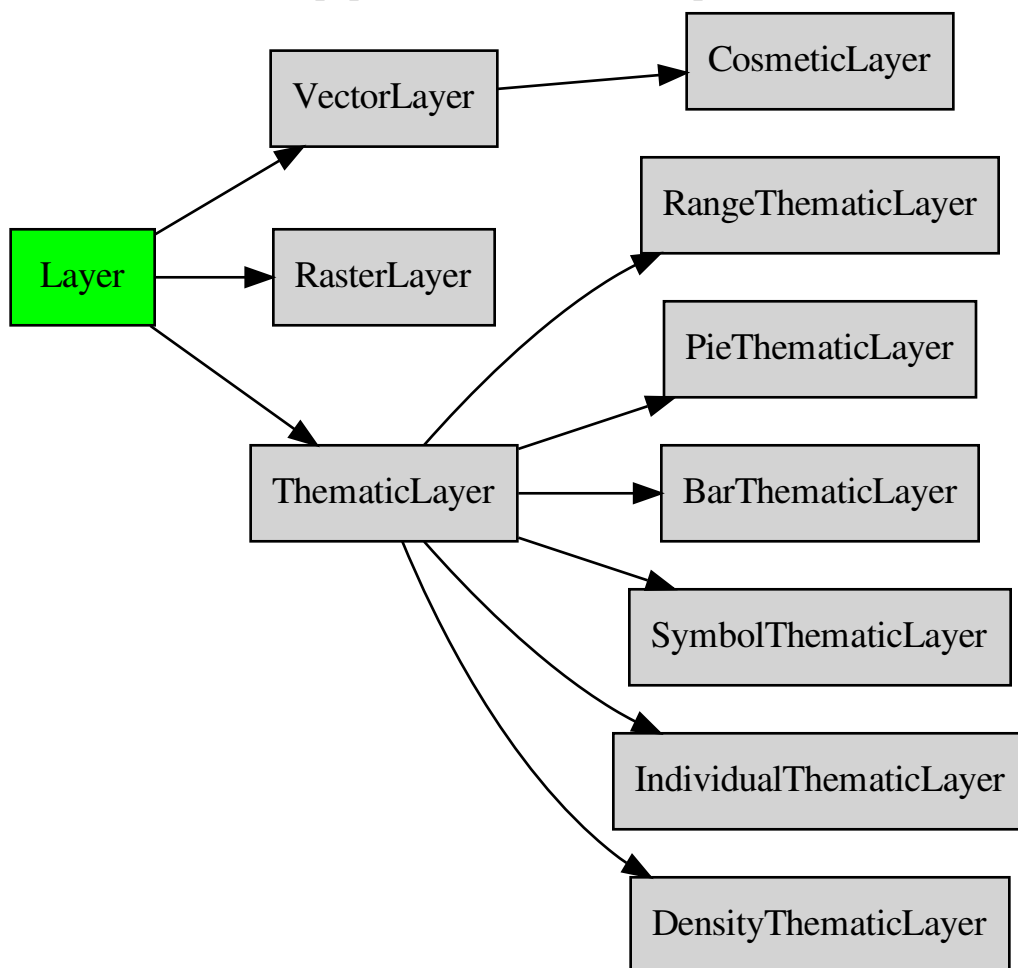 CosmeticLayer
VectorLayer
RangeThematicLayer
Layer
RasterLayer
PieThematicLayer
ThematicLayer
BarThematicLayer
SymbolThematicLayer
IndividualThematicLayer
DensityThematicLayer